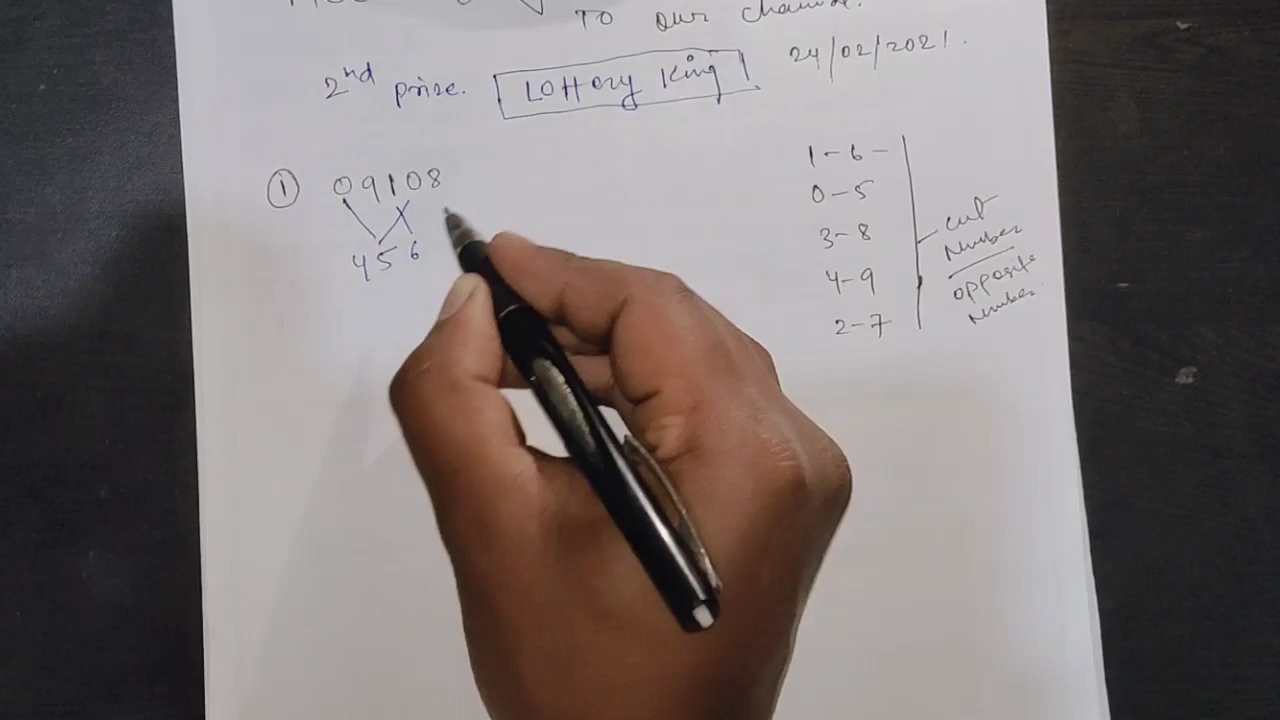 To our channel.
2nd prize. Lottery King 24/02/2021.
① 09108
456
1-6-
0-5
3-8
4-9
2-7
cut
Number
opposite
Number